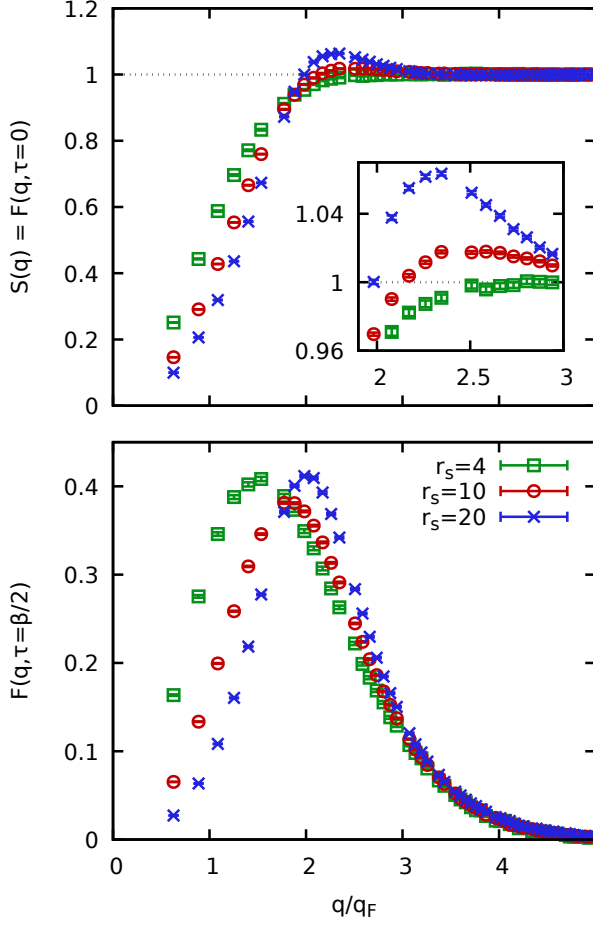 1.2
1
0.8
0.6
0.4
0.2
0
S(q) = F(q,τ=0)
1.04
1
0.96
2
2.5
3
0.4
0.3
0.2
0.1
0
F(q,τ=β/2)
r_s=4
r_s=10
r_s=20
0 1 2 3 4
q/q_F